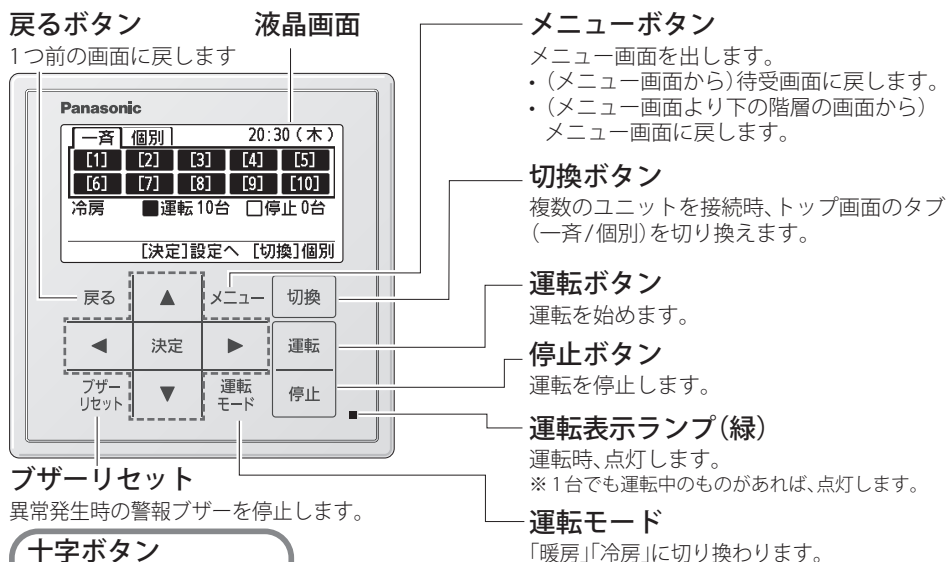 戻るボタン
1つ前の画面に戻します
液晶画面
Panasonic
一斉 個別 20:30(木)
[1] [2] [3] [4] [5]
[6] [7] [8] [9] [10]
冷房 ■運転10台 □停止0台
[決定]設定へ [切換]個別
戻る ▲ メニュー 切換
◀ 決定 ▶ 運転
ブザー
リセット
▼
運転
モード
停止
ブザーリセット
異常発生時の警報ブザーを停止します。
十字ボタン
メニューボタン
メニュー画面を出します。
・(メニュー画面から)待受画面に戻します。
・(メニュー画面より下の階層の画面から)
メニュー画面に戻します。
切換ボタン
複数のユニットを接続時、トップ画面のタブ
(一斉/個別)を切り換えます。
運転ボタン
運転を始めます。
停止ボタン
運転を停止します。
運転表示ランプ(緑)
運転時、点灯します。
※1台でも運転中のものがあれば、点灯します。
運転モード
「暖房」「冷房」に切り換わります。